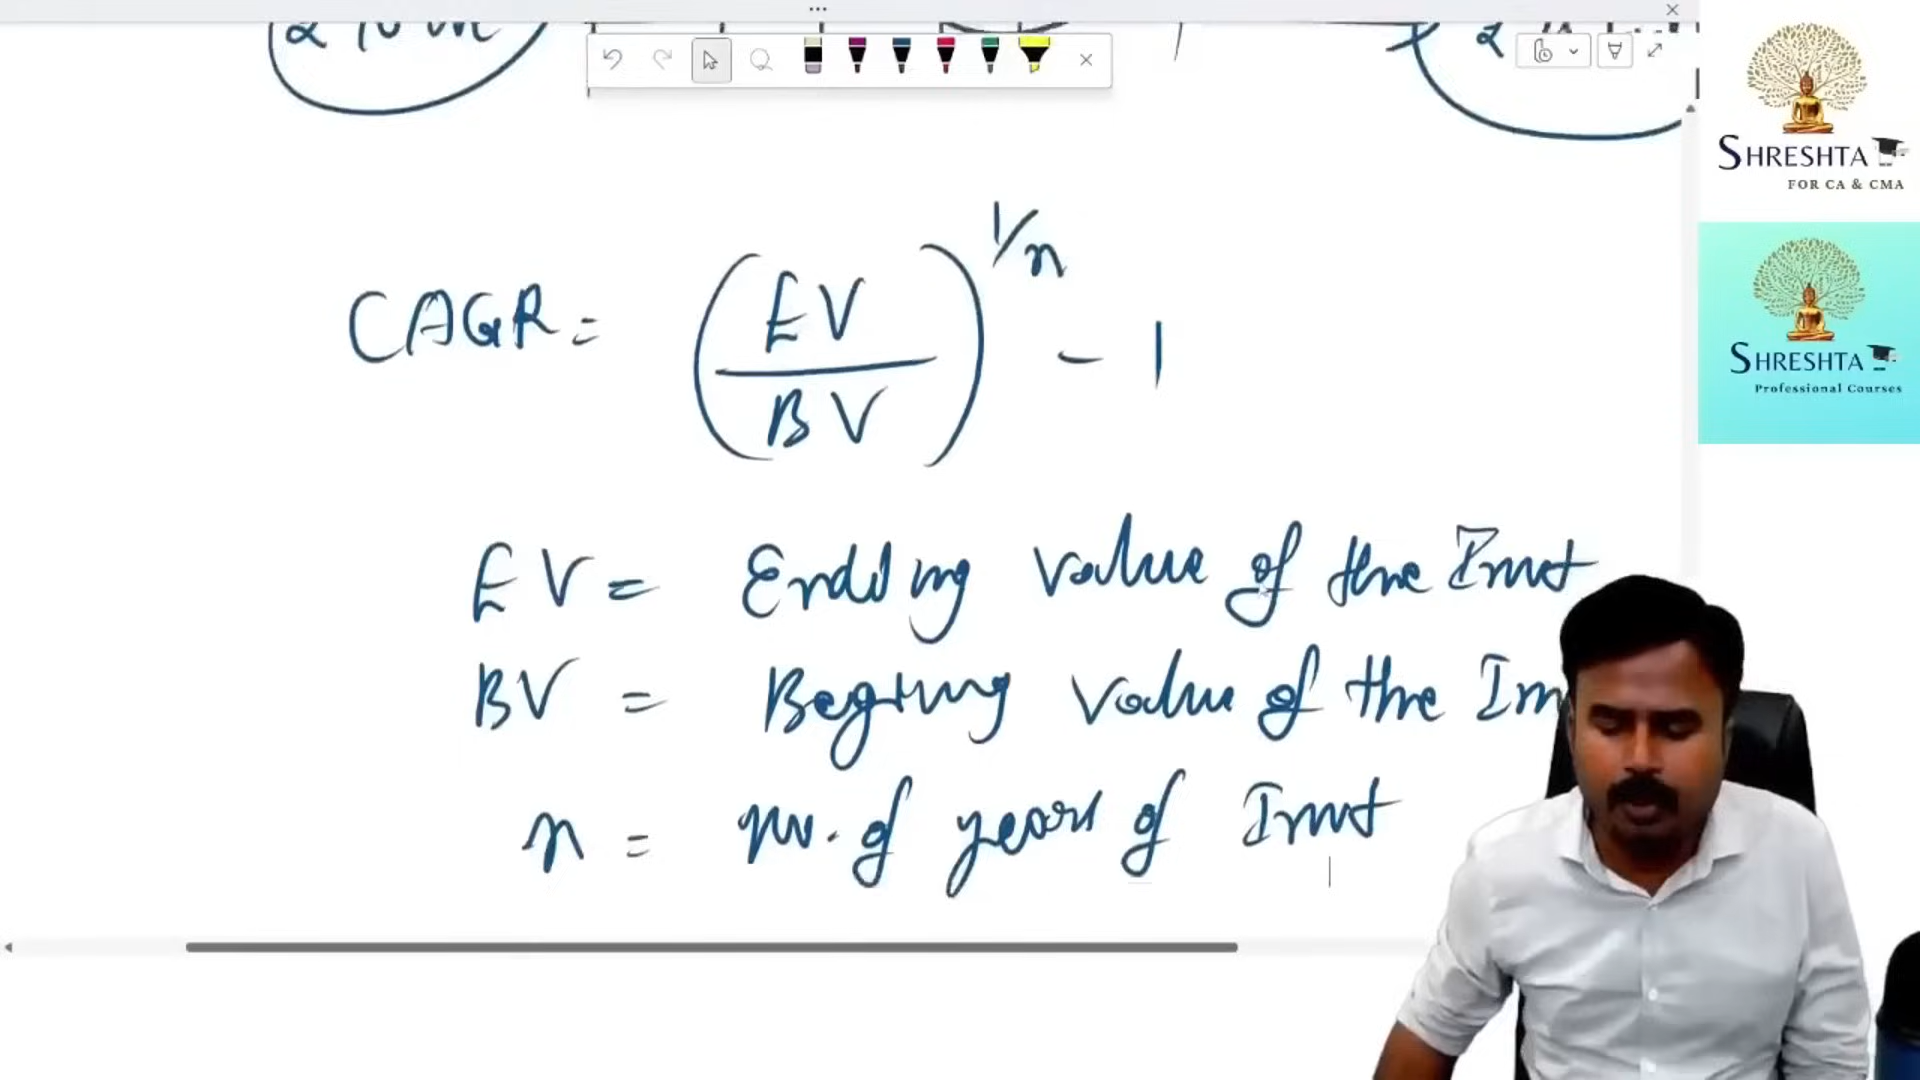 SHRESHTA
FOR CA & CMA
SHRESHTA
Professional Courses
CAGR = (EV / BV)^1/n - 1
EV = Ending value of the Invt
BV = Begining value of the In
n = no. of years of Invt